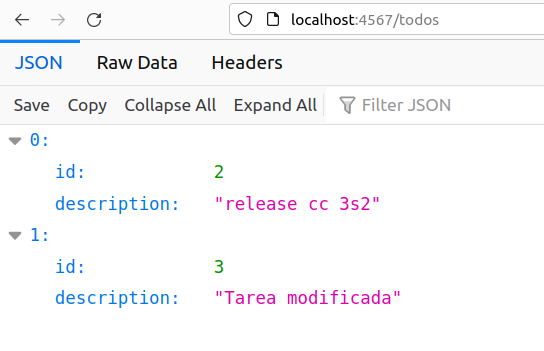 localhost:4567/todos
JSON Raw Data Headers
Save Copy Collapse All Expand All Filter JSON
0:
id: 2
description: "release cc 3s2"
1:
id: 3
description: "Tarea modificada"